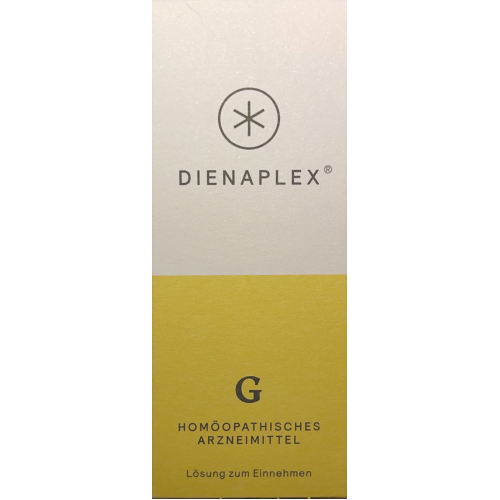 DIENAPLEX®
G
HOMÖOPATHISCHES
ARZNEIMITTEL
Lösung zum Einnehmen